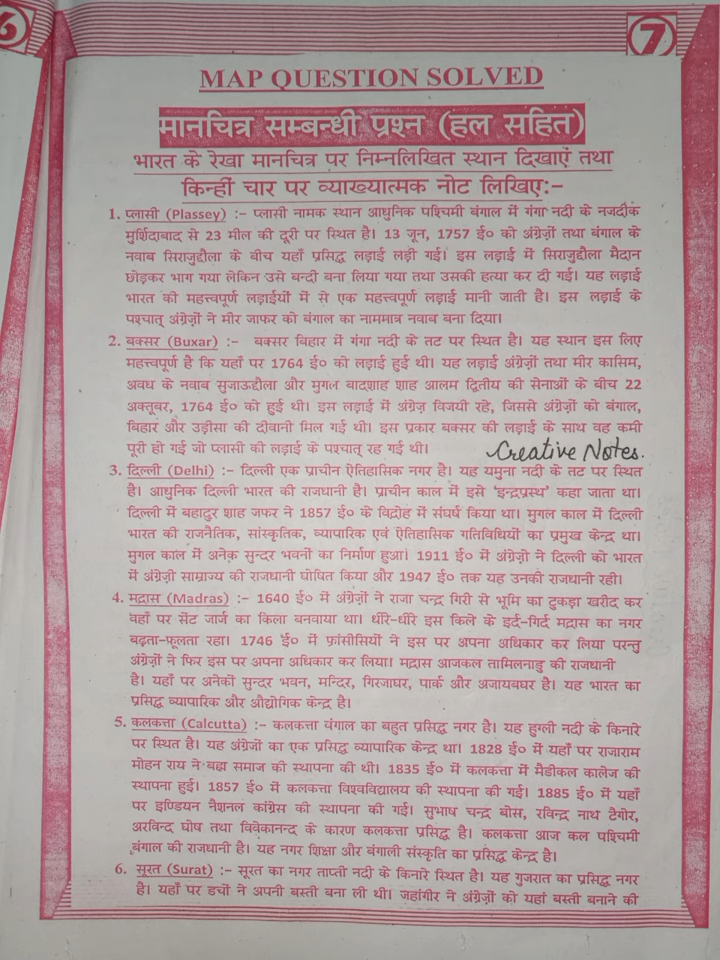 6
7
MAP QUESTION SOLVED
मानचित्र सम्बन्धी प्रश्न (हल सहित)
भारत के रेखा मानचित्र पर निम्नलिखित स्थान दिखाएं तथा
किन्हीं चार पर व्याख्यात्मक नोट लिखिए:-
1. प्लासी (Plassey) :- प्लासी नामक स्थान आधुनिक पश्चिमी बंगाल में गंगा नदी के नजदीक
मुर्शिदाबाद से 23 मील की दूरी पर स्थित है। 13 जून, 1757 ई० को अंग्रेज़ों तथा बंगाल के
नवाब सिराजुद्दौला के बीच यहाँ प्रसिद्ध लड़ाई लड़ी गई। इस लड़ाई में सिराजुद्दौला मैदान
छोड़कर भाग गया लेकिन उसे बन्दी बना लिया गया तथा उसकी हत्या कर दी गई। यह लड़ाई
भारत को महत्त्वपूर्ण लड़ाईयों में से एक महत्त्वपूर्ण लड़ाई मानी जाती है। इस लड़ाई के
पश्चात् अंग्रेज़ों ने मीर जाफर को बंगाल का नाममात्र नवाब बना दिया।
2. बक्सर (Buxar) :- बक्सर बिहार में गंगा नदी के तट पर स्थित है। यह स्थान इस लिए
महत्त्वपूर्ण है कि यहाँ पर 1764 ई० को लड़ाई हुई थी। यह लड़ाई अंग्रेज़ों तथा मीर कासिम,
अवध के नवाब सुजाऊद्दौला और मुगल बादशाह शाह आलम द्वितीय की सेनाओं के बीच 22
अक्तूबर, 1764 ई० को हुई थी। इस लड़ाई में अंग्रेज़ विजयी रहे, जिससे अंग्रेज़ों को बंगाल,
बिहार और उड़ीसा की दीवानी मिल गई थी। इस प्रकार बक्सर की लड़ाई के साथ वह कमी
पूरी हो गई जो प्लासी की लड़ाई के पश्चात् रह गई थी।
Creative Notes.
3. दिल्ली (Delhi) :- दिल्ली एक प्राचीन ऐतिहासिक नगर है। यह यमुना नदी के तट पर स्थित
है। आधुनिक दिल्ली भारत की राजधानी है। प्राचीन काल में इसे 'इन्द्रप्रस्थ' कहा जाता था।
दिल्ली में बहादुर शाह जफर ने 1857 ई० के विद्रोह में संघर्ष किया था। मुगल काल में दिल्ली
भारत की राजनैतिक, सांस्कृतिक, व्यापारिक एवं ऐतिहासिक गतिविधियों का प्रमुख केन्द्र था।
मुगल काल में अनेक सुन्दर भवनों का निर्माण हुआ। 1911 ई० में अंग्रेज़ो ने दिल्ली को भारत
में अंग्रेज़ी साम्राज्य की राजधानी घोषित किया और 1947 ई० तक यह उनकी राजधानी रही।
4. मद्रास (Madras) :- 1640 ई० में अंग्रेज़ों ने राजा चन्द्र गिरी से भूमि का टुकड़ा खरीद कर
वहाँ पर सेंट जार्ज का किला बनवाया था। धीरे-धीरे इस किले के इर्द-गिर्द मद्रास का नगर
बढ़ता-फूलता रहा। 1746 ई० में फ्रांसीसियों ने इस पर अपना अधिकार कर लिया परन्तु
अंग्रेज़ों ने फिर इस पर अपना अधिकार कर लिया। मद्रास आजकल तामिलनाडु की राजधानी
है। यहाँ पर अनेकों सुन्दर भवन, मन्दिर, गिरजाघर, पार्क और अजायबघर है। यह भारत का
प्रसिद्ध व्यापारिक और औद्योगिक केन्द्र है।
5. कलकत्ता (Calcutta) :- कलकत्ता बंगाल का बहुत प्रसिद्ध नगर है। यह हुग्ली नदी के किनारे
पर स्थित है। यह अंग्रेजों का एक प्रसिद्ध व्यापारिक केन्द्र था। 1828 ई० में यहाँ पर राजाराम
मोहन राय ने ब्रह्म समाज की स्थापना की थी। 1835 ई० में कलकत्ता में मैडीकल कालेज की
स्थापना हुई। 1857 ई० में कलकत्ता विश्वविद्यालय की स्थापना की गई। 1885 ई० में यहाँ
पर इण्डियन नैशनल कांग्रेस की स्थापना की गई। सुभाष चन्द्र बोस, रविन्द्र नाथ टैगोर,
अरविन्द घोष तथा विवेकानन्द के कारण कलकत्ता प्रसिद्ध है। कलकत्ता आज कल पश्चिमी
बंगाल की राजधानी है। यह नगर शिक्षा और बंगाली संस्कृति का प्रसिद्ध केन्द्र है।
6. सूरत (Surat) :- सूरत का नगर ताप्ती नदी के किनारे स्थित है। यह गुजरात का प्रसिद्ध नगर
है। यहाँ पर डचों ने अपनी बस्ती बना ली थी। जहांगीर ने अंग्रेज़ों को यहां बस्ती बनाने की